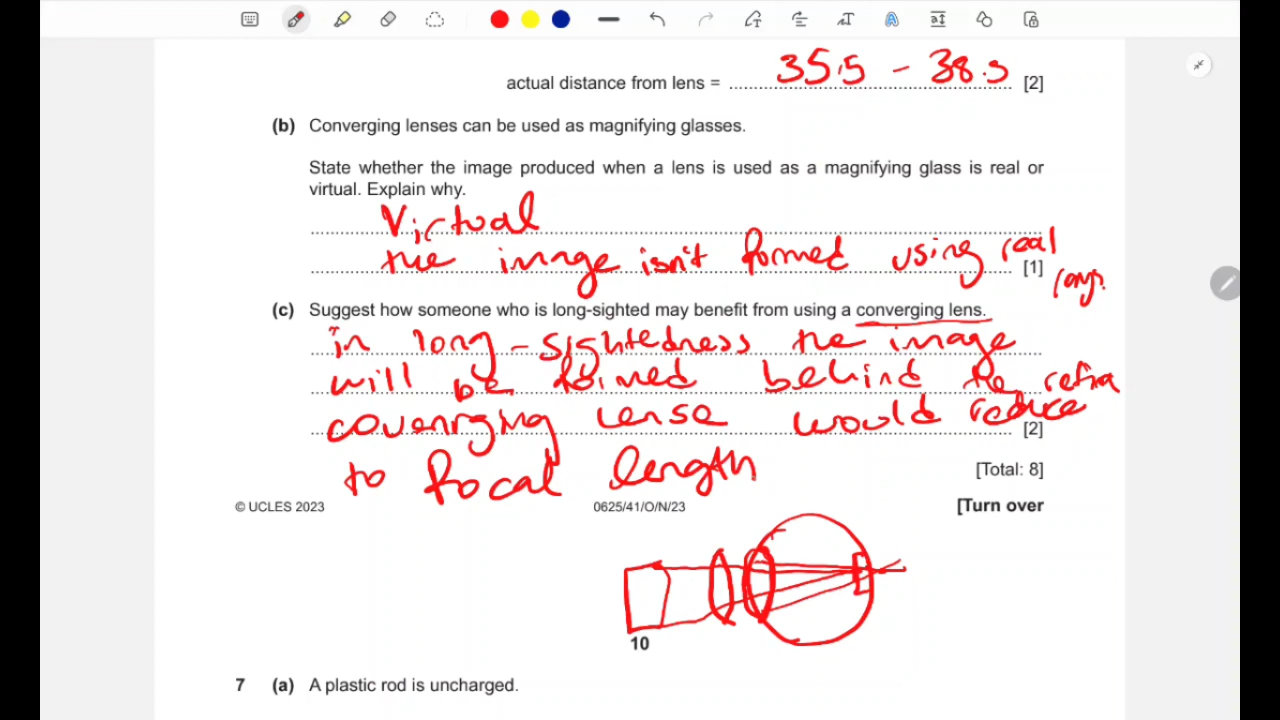 35.5 - 38.5
actual distance from lens = [2]
(b) Converging lenses can be used as magnifying glasses.
State whether the image produced when a lens is used as a magnifying glass is real or
virtual. Explain why.
Virtual
the image isn't formed using real
rays. [1]
(c) Suggest how someone who is long-sighted may benefit from using a converging lens.
in long-sightedness the image
will be formed behind the retina
coverging lense would reduce
[2]
to focal length
[Total: 8]
© UCLES 2023 0625/41/O/N/23 [Turn over
10
7 (a) A plastic rod is uncharged.